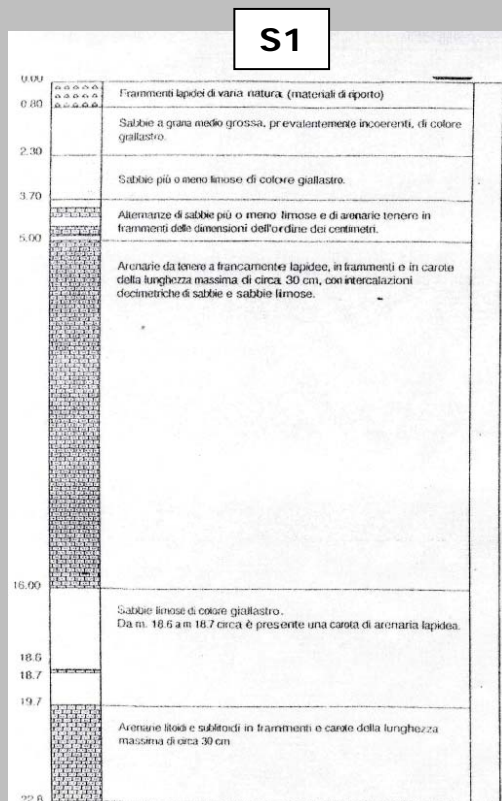 S1
0.00
Frammenti lapidei di varia natura (materiali di riporto)
0.80
Sabbie a grana medio grossa, prevalentemente incoerenti, di colore
giallastro.
2.30
Sabbie più o meno limose di colore giallastro.
3.70
Alternanze di sabbie più o meno limose e di arenarie tenere in
frammenti delle dimensioni dell'ordine dei centimetri.
5.00
Arenarie da tenere a francamente lapidee, in frammenti o in carote
della lunghezza massima di circa 30 cm, con intercalazioni
decimetriche di sabbie e sabbie limose.
16.00
Sabbie limose di colore giallastro.
Da m. 18.6 a m 18.7 circa è presente una carota di arenaria lapidea.
18.6
18.7
19.7
Arenarie litoidi e sublitoidi in frammenti o carote della lunghezza
massima di circa 30 cm
22.8